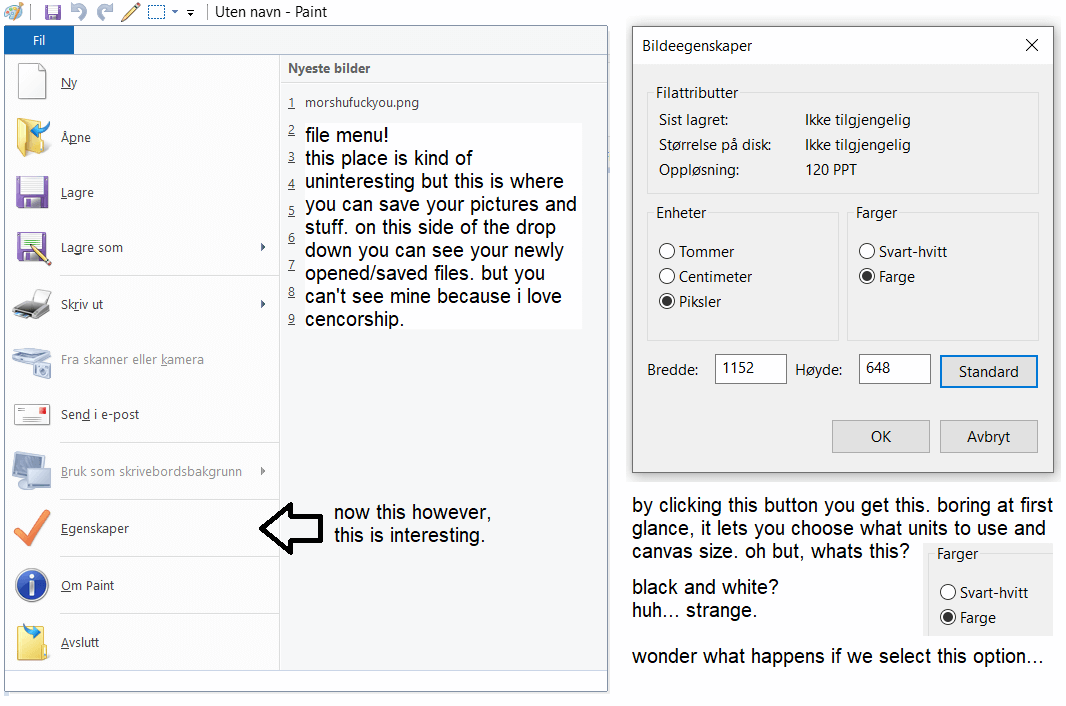 Uten navn - Paint
Fil
Ny
Åpne
Lagre
Lagre som
Skriv ut
Fra skanner eller kamera
Send i e-post
Bruk som skrivebordsbakgrunn
Egenskaper
Om Paint
Avslutt
Nyeste bilder
1 morshufuckyou.png
2
3
4
5
6
7
8
9
file menu!
this place is kind of
uninteresting but this is where
you can save your pictures and
stuff. on this side of the drop
down you can see your newly
opened/saved files. but you
can't see mine because i love
cencorship.
now this however,
this is interesting.
Bildeegenskaper
Filattributter
Sist lagret: Ikke tilgjengelig
Størrelse på disk: Ikke tilgjengelig
Oppløsning: 120 PPT
Enheter
Tommer
Centimeter
Piksler
Farger
Svart-hvitt
Farge
Bredde: 1152 Høyde: 648 Standard
OK Avbryt
by clicking this button you get this. boring at first
glance, it lets you choose what units to use and
canvas size. oh but, whats this?
Farger
Svart-hvitt
Farge
black and white?
huh... strange.
wonder what happens if we select this option...